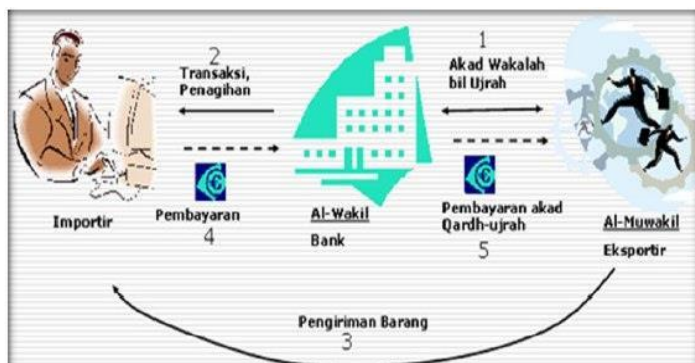 2
Transaksi,
Penagihan
1
Akad Wakalah
bil Ujrah
Importir
Pembayaran
4
Al-Wakil
Bank
Pembayaran akad
Qardh-ujrah
5
Al-Muwakil
Eksportir
Pengiriman Barang
3